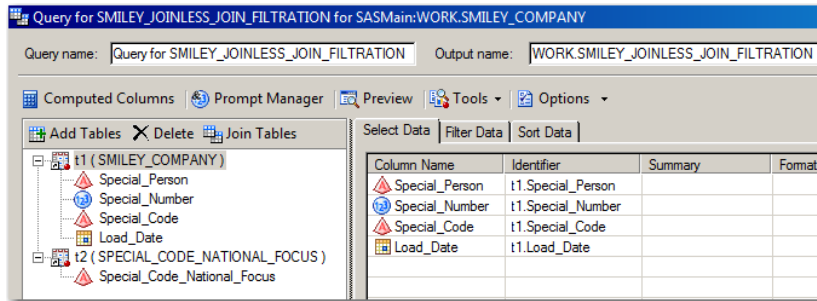 Query for SMILEY_JOINLESS_JOIN_FILTRATION for SASMain:WORK.SMILEY_COMPANY
Query name: Query for SMILEY_JOINLESS_JOIN_FILTRATION Output name: WORK.SMILEY_JOINLESS_JOIN_FILTRATION
Computed Columns Prompt Manager Preview Tools Options
Add Tables Delete Join Tables
t1 ( SMILEY_COMPANY )
Special_Person
Special_Number
Special_Code
Load_Date
t2 ( SPECIAL_CODE_NATIONAL_FOCUS )
Special_Code_National_Focus
Select Data Filter Data Sort Data
Column Name Identifier Summary Format
Special_Person t1.Special_Person
Special_Number t1.Special_Number
Special_Code t1.Special_Code
Load_Date t1.Load_Date